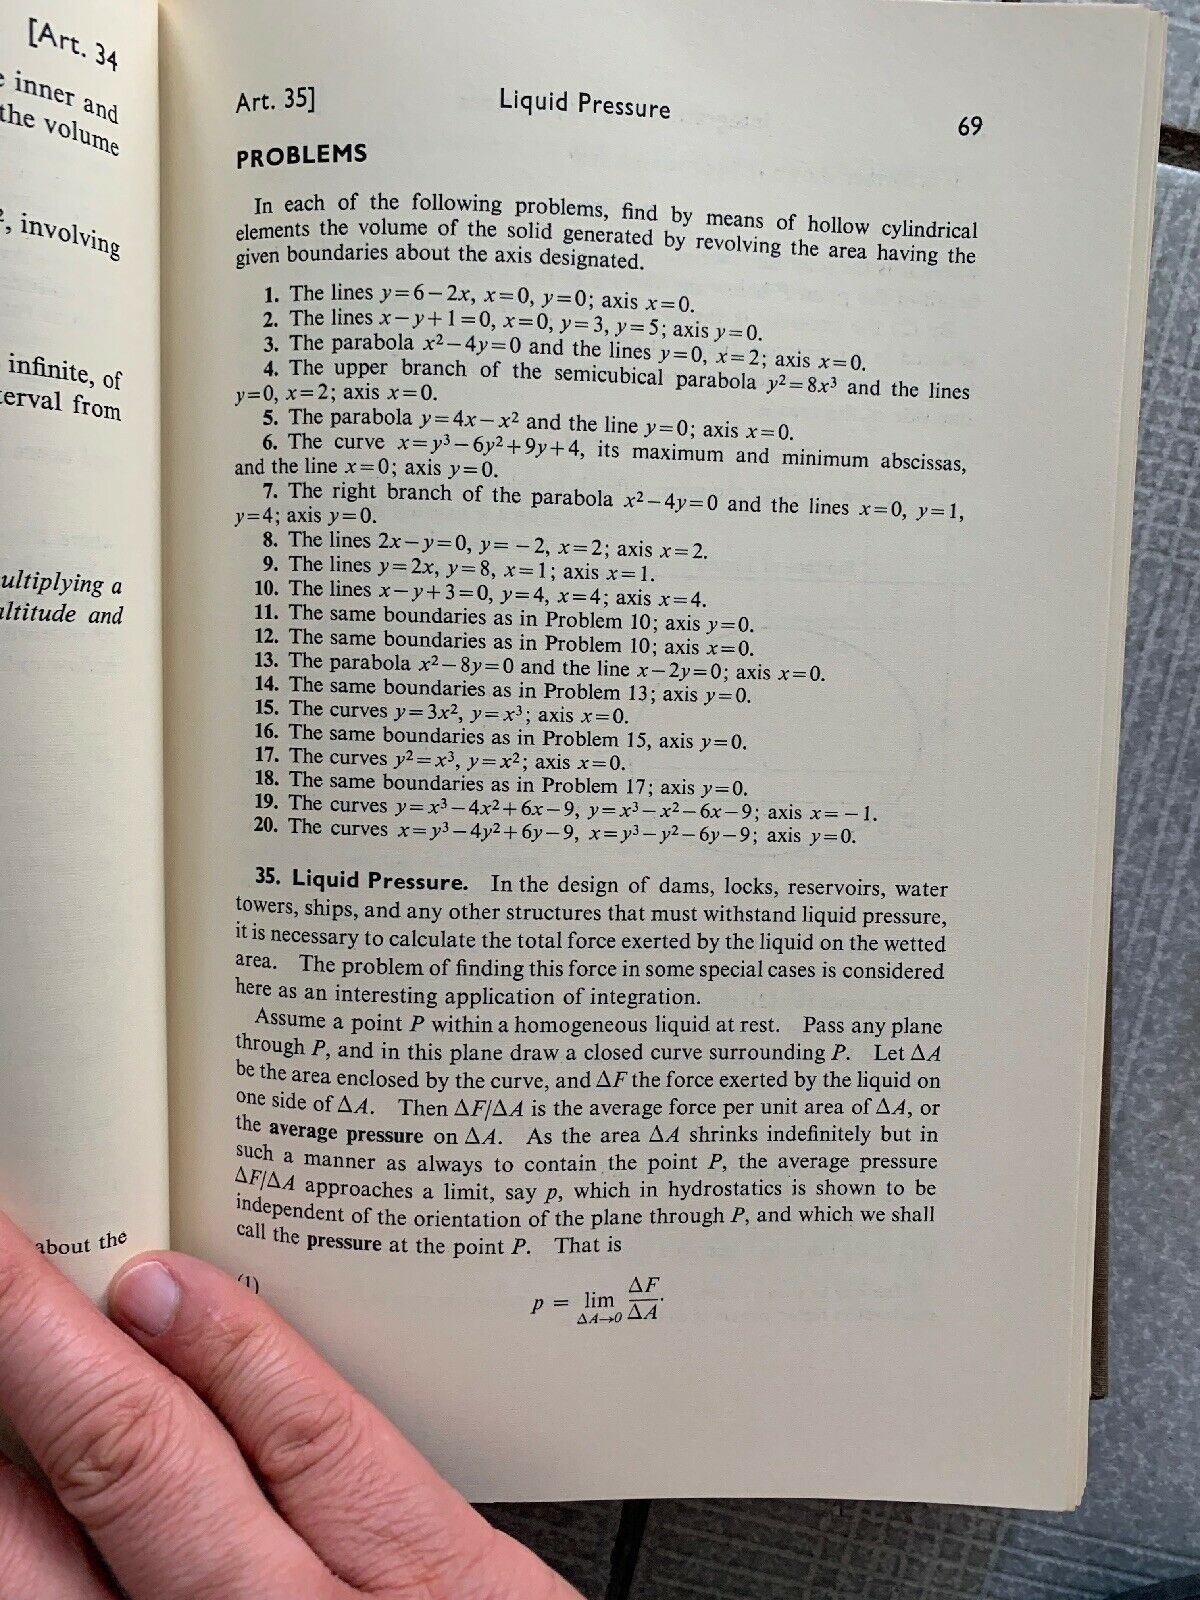 [Art. 34
inner and
the volume
involving
infinite, of
erval from
ultiplying a
altitude and
about the
Art. 35] Liquid Pressure 69
PROBLEMS
In each of the following problems, find by means of hollow cylindrical
elements the volume of the solid generated by revolving the area having the
given boundaries about the axis designated.
1. The lines y=6−2x, x=0, y=0; axis x=0.
2. The lines x−y+1=0, x=0, y=3, y=5; axis y=0.
3. The parabola x²−4y=0 and the lines y=0, x=2; axis x=0.
4. The upper branch of the semicubical parabola y²=8x³ and the lines
y=0, x=2; axis x=0.
5. The parabola y=4x−x² and the line y=0; axis x=0.
6. The curve x=y³−6y²+9y+4, its maximum and minimum abscissas,
and the line x=0; axis y=0.
7. The right branch of the parabola x²−4y=0 and the lines x=0, y=1,
y=4; axis y=0.
8. The lines 2x−y=0, y=−2, x=2; axis x=2.
9. The lines y=2x, y=8, x=1; axis x=1.
10. The lines x−y+3=0, y=4, x=4; axis x=4.
11. The same boundaries as in Problem 10; axis y=0.
12. The same boundaries as in Problem 10; axis x=0.
13. The parabola x²−8y=0 and the line x−2y=0; axis x=0.
14. The same boundaries as in Problem 13; axis y=0.
15. The curves y=3x², y=x³; axis x=0.
16. The same boundaries as in Problem 15, axis y=0.
17. The curves y²=x³, y=x²; axis x=0.
18. The same boundaries as in Problem 17; axis y=0.
19. The curves y=x³−4x²+6x−9, y=x³−x²−6x−9; axis x=−1.
20. The curves x=y³−4y²+6y−9, x=y³−y²−6y−9; axis y=0.
35. Liquid Pressure. In the design of dams, locks, reservoirs, water
towers, ships, and any other structures that must withstand liquid pressure,
it is necessary to calculate the total force exerted by the liquid on the wetted
area. The problem of finding this force in some special cases is considered
here as an interesting application of integration.
Assume a point P within a homogeneous liquid at rest. Pass any plane
through P, and in this plane draw a closed curve surrounding P. Let ΔA
be the area enclosed by the curve, and ΔF the force exerted by the liquid on
one side of ΔA. Then ΔF/ΔA is the average force per unit area of ΔA, or
the average pressure on ΔA. As the area ΔA shrinks indefinitely but in
such a manner as always to contain the point P, the average pressure
ΔF/ΔA approaches a limit, say p, which in hydrostatics is shown to be
independent of the orientation of the plane through P, and which we shall
call the pressure at the point P. That is
(1) p = lim ΔA→0 ΔF/ΔA.